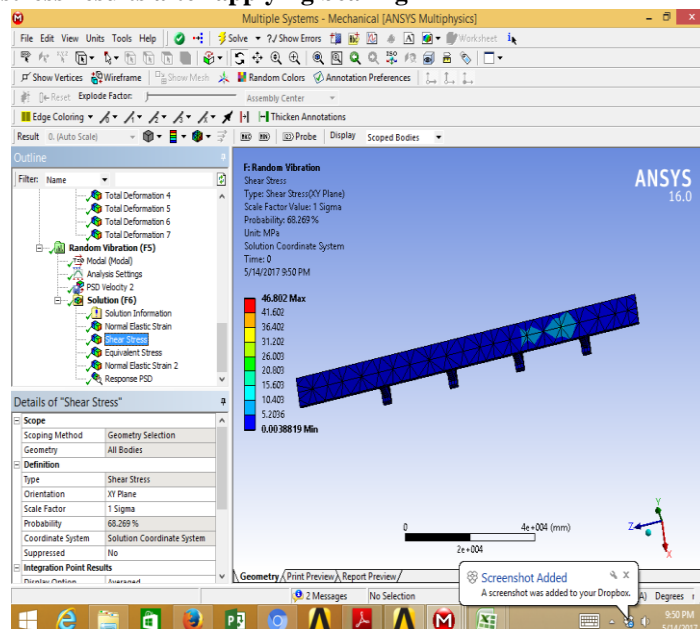 Multiple Systems - Mechanical [ANSYS Multiphysics]
File Edit View Units Tools Help Solve ?/ Show Errors Worksheet
Show Vertices Wireframe Show Mesh Random Colors Annotation Preferences
Reset Explode Factor: Assembly Center
Edge Coloring Thicken Annotations
Result 0. (Auto Scale) Probe Display Scoped Bodies
Outline
Filter: Name
Total Deformation 4
Total Deformation 5
Total Deformation 6
Total Deformation 7
Random Vibration (F5)
Modal (Modal)
Analysis Settings
PSD Velocity 2
Solution (F6)
Solution Information
Normal Elastic Strain
Shear Stress
Equivalent Stress
Normal Elastic Strain 2
Response PSD
Details of "Shear Stress"
Scope
Scoping Method Geometry Selection
Geometry All Bodies
Definition
Type Shear Stress
Orientation XY Plane
Scale Factor 1 Sigma
Probability 68.269 %
Coordinate System Solution Coordinate System
Suppressed No
Integration Point Results
Display Option Averaged
F: Random Vibration
Shear Stress
Type: Shear Stress(XY Plane)
Scale Factor Value: 1 Sigma
Probability: 68.269 %
Unit: MPa
Solution Coordinate System
Time: 0
5/14/2017 9:50 PM
46.802 Max
41.602
36.402
31.202
26.003
20.803
15.603
10.403
5.2036
0.0038819 Min
ANSYS
16.0
0 4e+004 (mm)
2e+004
Y
Z
X
Geometry Print Preview Report Preview
Screenshot Added
A screenshot was added to your Dropbox.
2 Messages No Selection Degrees
9:50 PM
5/14/2017